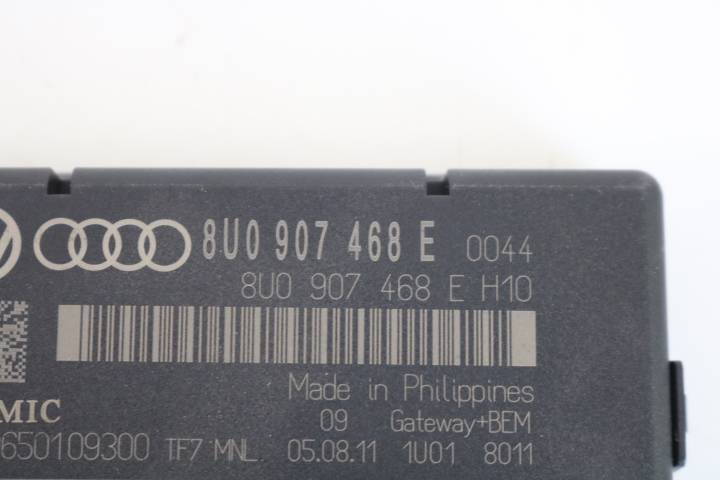 8U0 907 468 E 0044
8U0 907 468 E H10
Made in Philippines
MIC
09 Gateway+BEM
650109300 TF7 MNL 05.08.11 1U01 8011